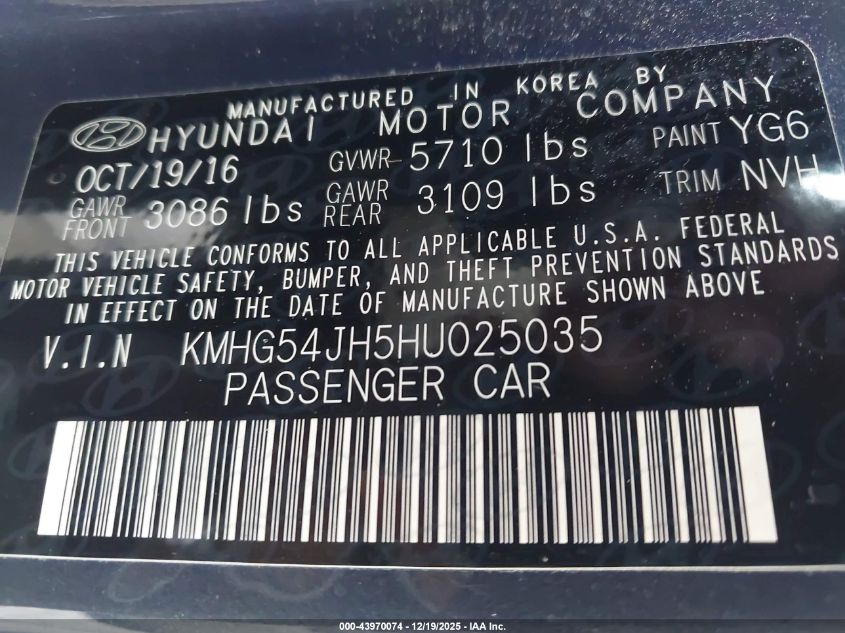 MANUFACTURED IN KOREA BY
HYUNDAI MOTOR COMPANY
OCT/19/16 GVWR 5710 lbs PAINT YG6
GAWR FRONT 3086 lbs GAWR REAR 3109 lbs TRIM NVH
THIS VEHICLE CONFORMS TO ALL APPLICABLE U.S.A. FEDERAL
MOTOR VEHICLE SAFETY, BUMPER, AND THEFT PREVENTION STANDARDS
IN EFFECT ON THE DATE OF MANUFACTURE SHOWN ABOVE
V.I.N KMHG54JH5HU025035
PASSENGER CAR
000-43970074 - 12/19/2025 - IAA Inc.